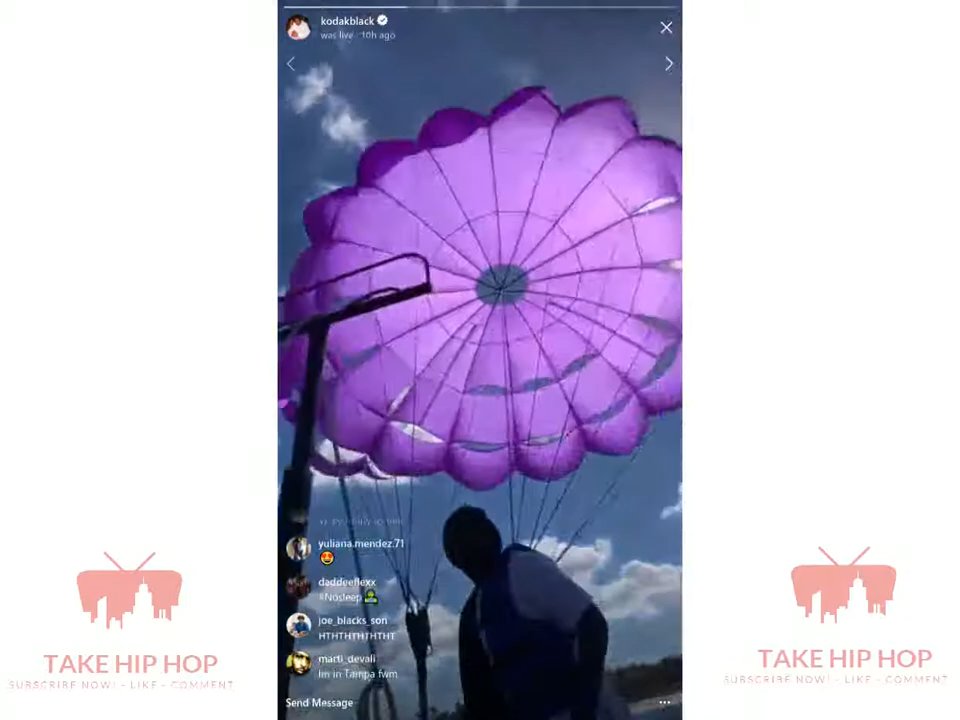 kodakblack
was live · 10h ago
yuliana.mendez.71
daddeeflexx
#Nosleep
joe_blacks_son
HTHTHTHTHTHT
marti_devali
Im in Tampa fwm
Send Message
TAKE HIP HOP
SUBSCRIBE NOW! - LIKE - COMMENT
TAKE HIP HOP
SUBSCRIBE NOW! - LIKE - COMMENT